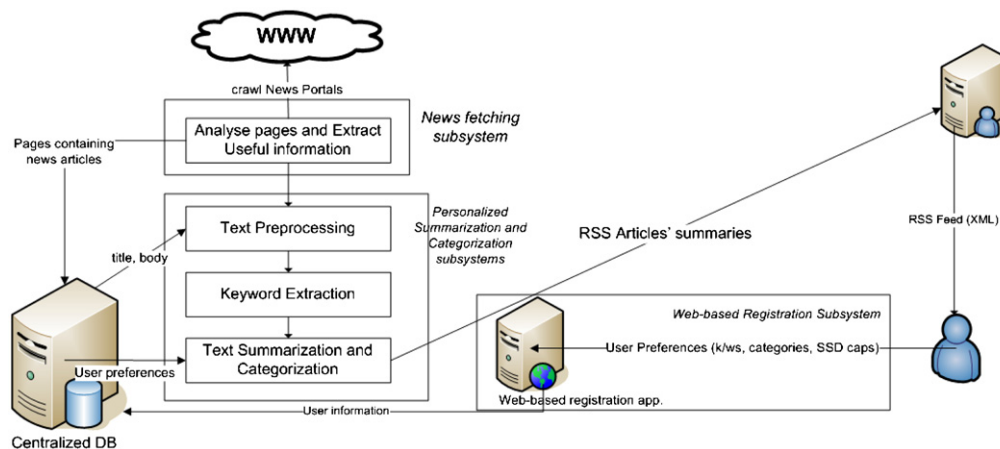 WWW
crawl News Portals
News fetching
subsystem
Analyse pages and Extract
Useful information
Pages containing
news articles
Personalized
Summarization and
Categorization
subsystems
Text Preprocessing
title, body
Keyword Extraction
Text Summarization and
Categorization
User preferences
RSS Articles' summaries
RSS Feed (XML)
Web-based Registration Subsystem
User Preferences (k/ws, categories, SSD caps)
Web-based registration app.
User information
Centralized DB